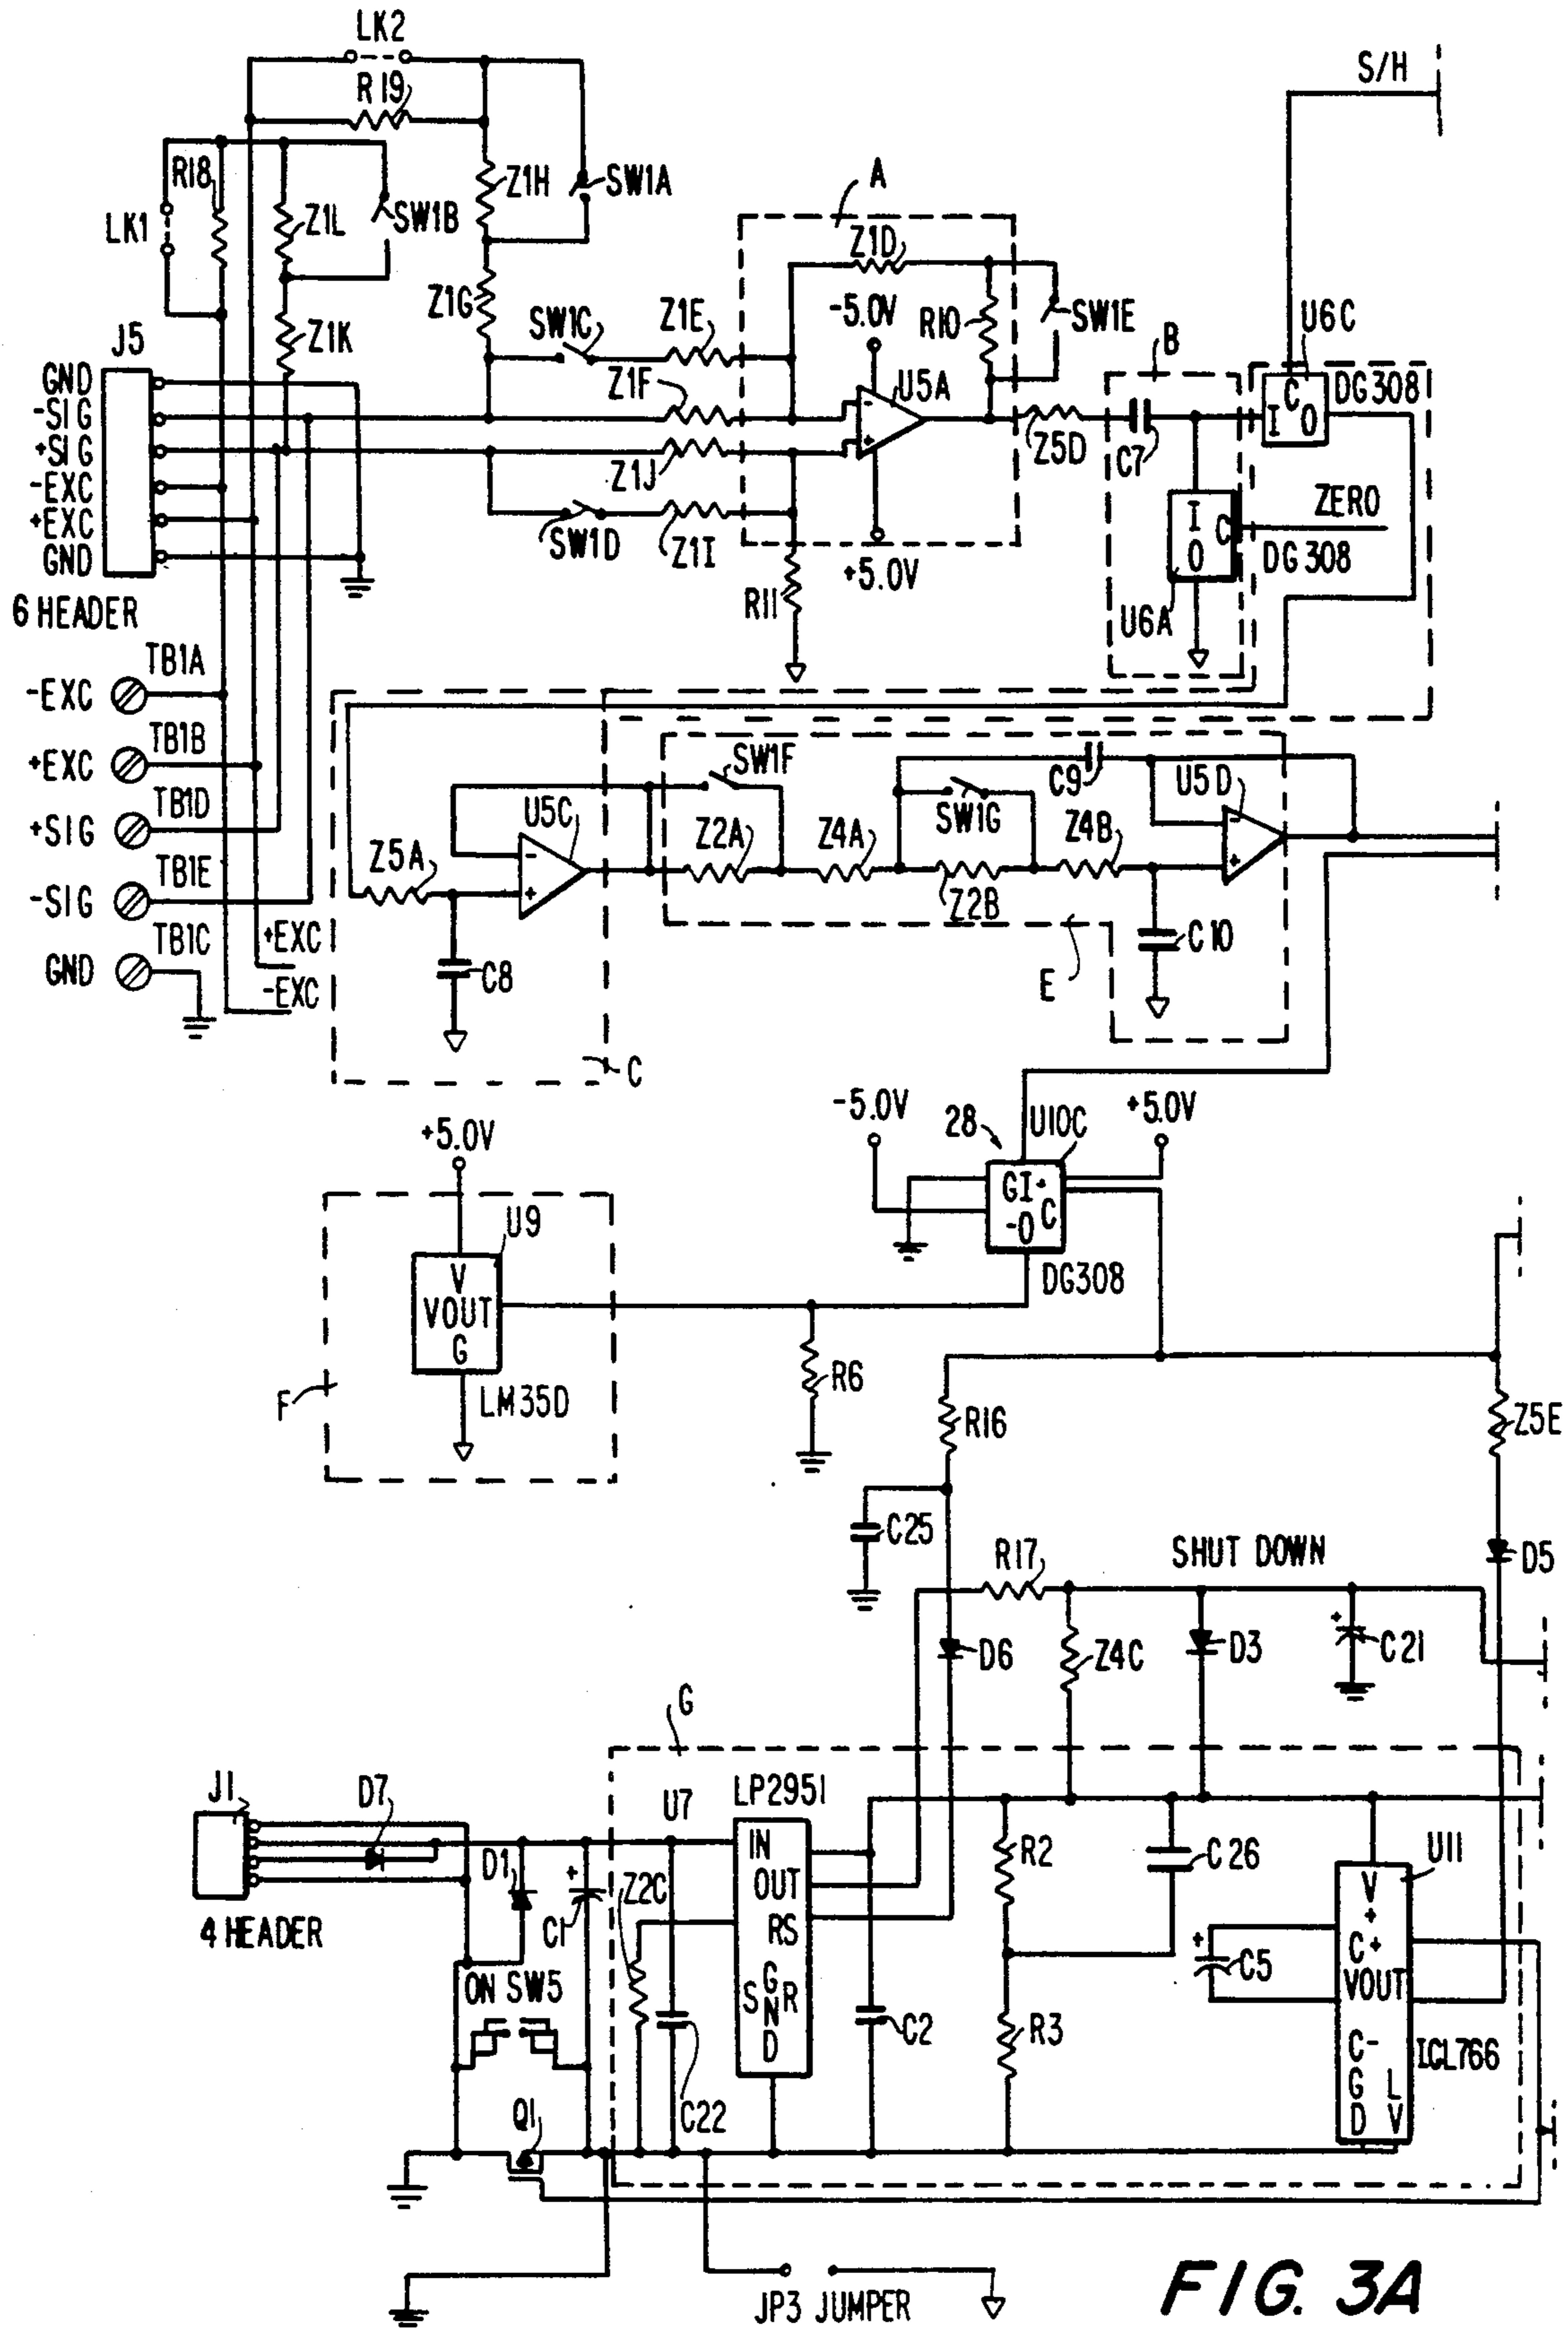 LK2
S/H
R19
R18
Z1H
SW1A
A
LK1
Z1L
SW1B
Z1D
-5.0V
R10
SW1E
U6C
Z1G
SW1C
Z1E
B
J5
Z1K
Z1F
U5A
C
DG308
I
O
GND
-SIG
+SIG
-EXC
+EXC
GND
-
+
Z1J
Z5D
C7
SW1D
Z1I
I
C
O
ZERO
DG308
+5.0V
R11
U6A
6 HEADER
TB1A
-EXC
TB1B
+EXC
SW1F
C9
U5D
TB1D
+SIG
U5C
SW1G
Z5A
Z2A
Z4A
Z4B
-
+
-
+
TB1E
-SIG
Z2B
TB1C
+EXC
C10
GND
-EXC
C8
E
C
-5.0V
28
U10C
+5.0V
+5.0V
GI+
-O C
U9
DG308
V
VOUT
G
R6
F
LM35D
R16
Z5E
C25
R17
SHUT DOWN
D5
D6
Z4C
D3
+
C21
G
J1
D7
U7
LP2951
D1
+
C1
Z2C
IN
OUT
RS
S GND R
R2
C26
U11
4 HEADER
V
+
C+
VOUT
C-
G L
D V
+
C5
ON SW5
C2
R3
ICL766
Q1
C22
JP3 JUMPER
FIG. 3A